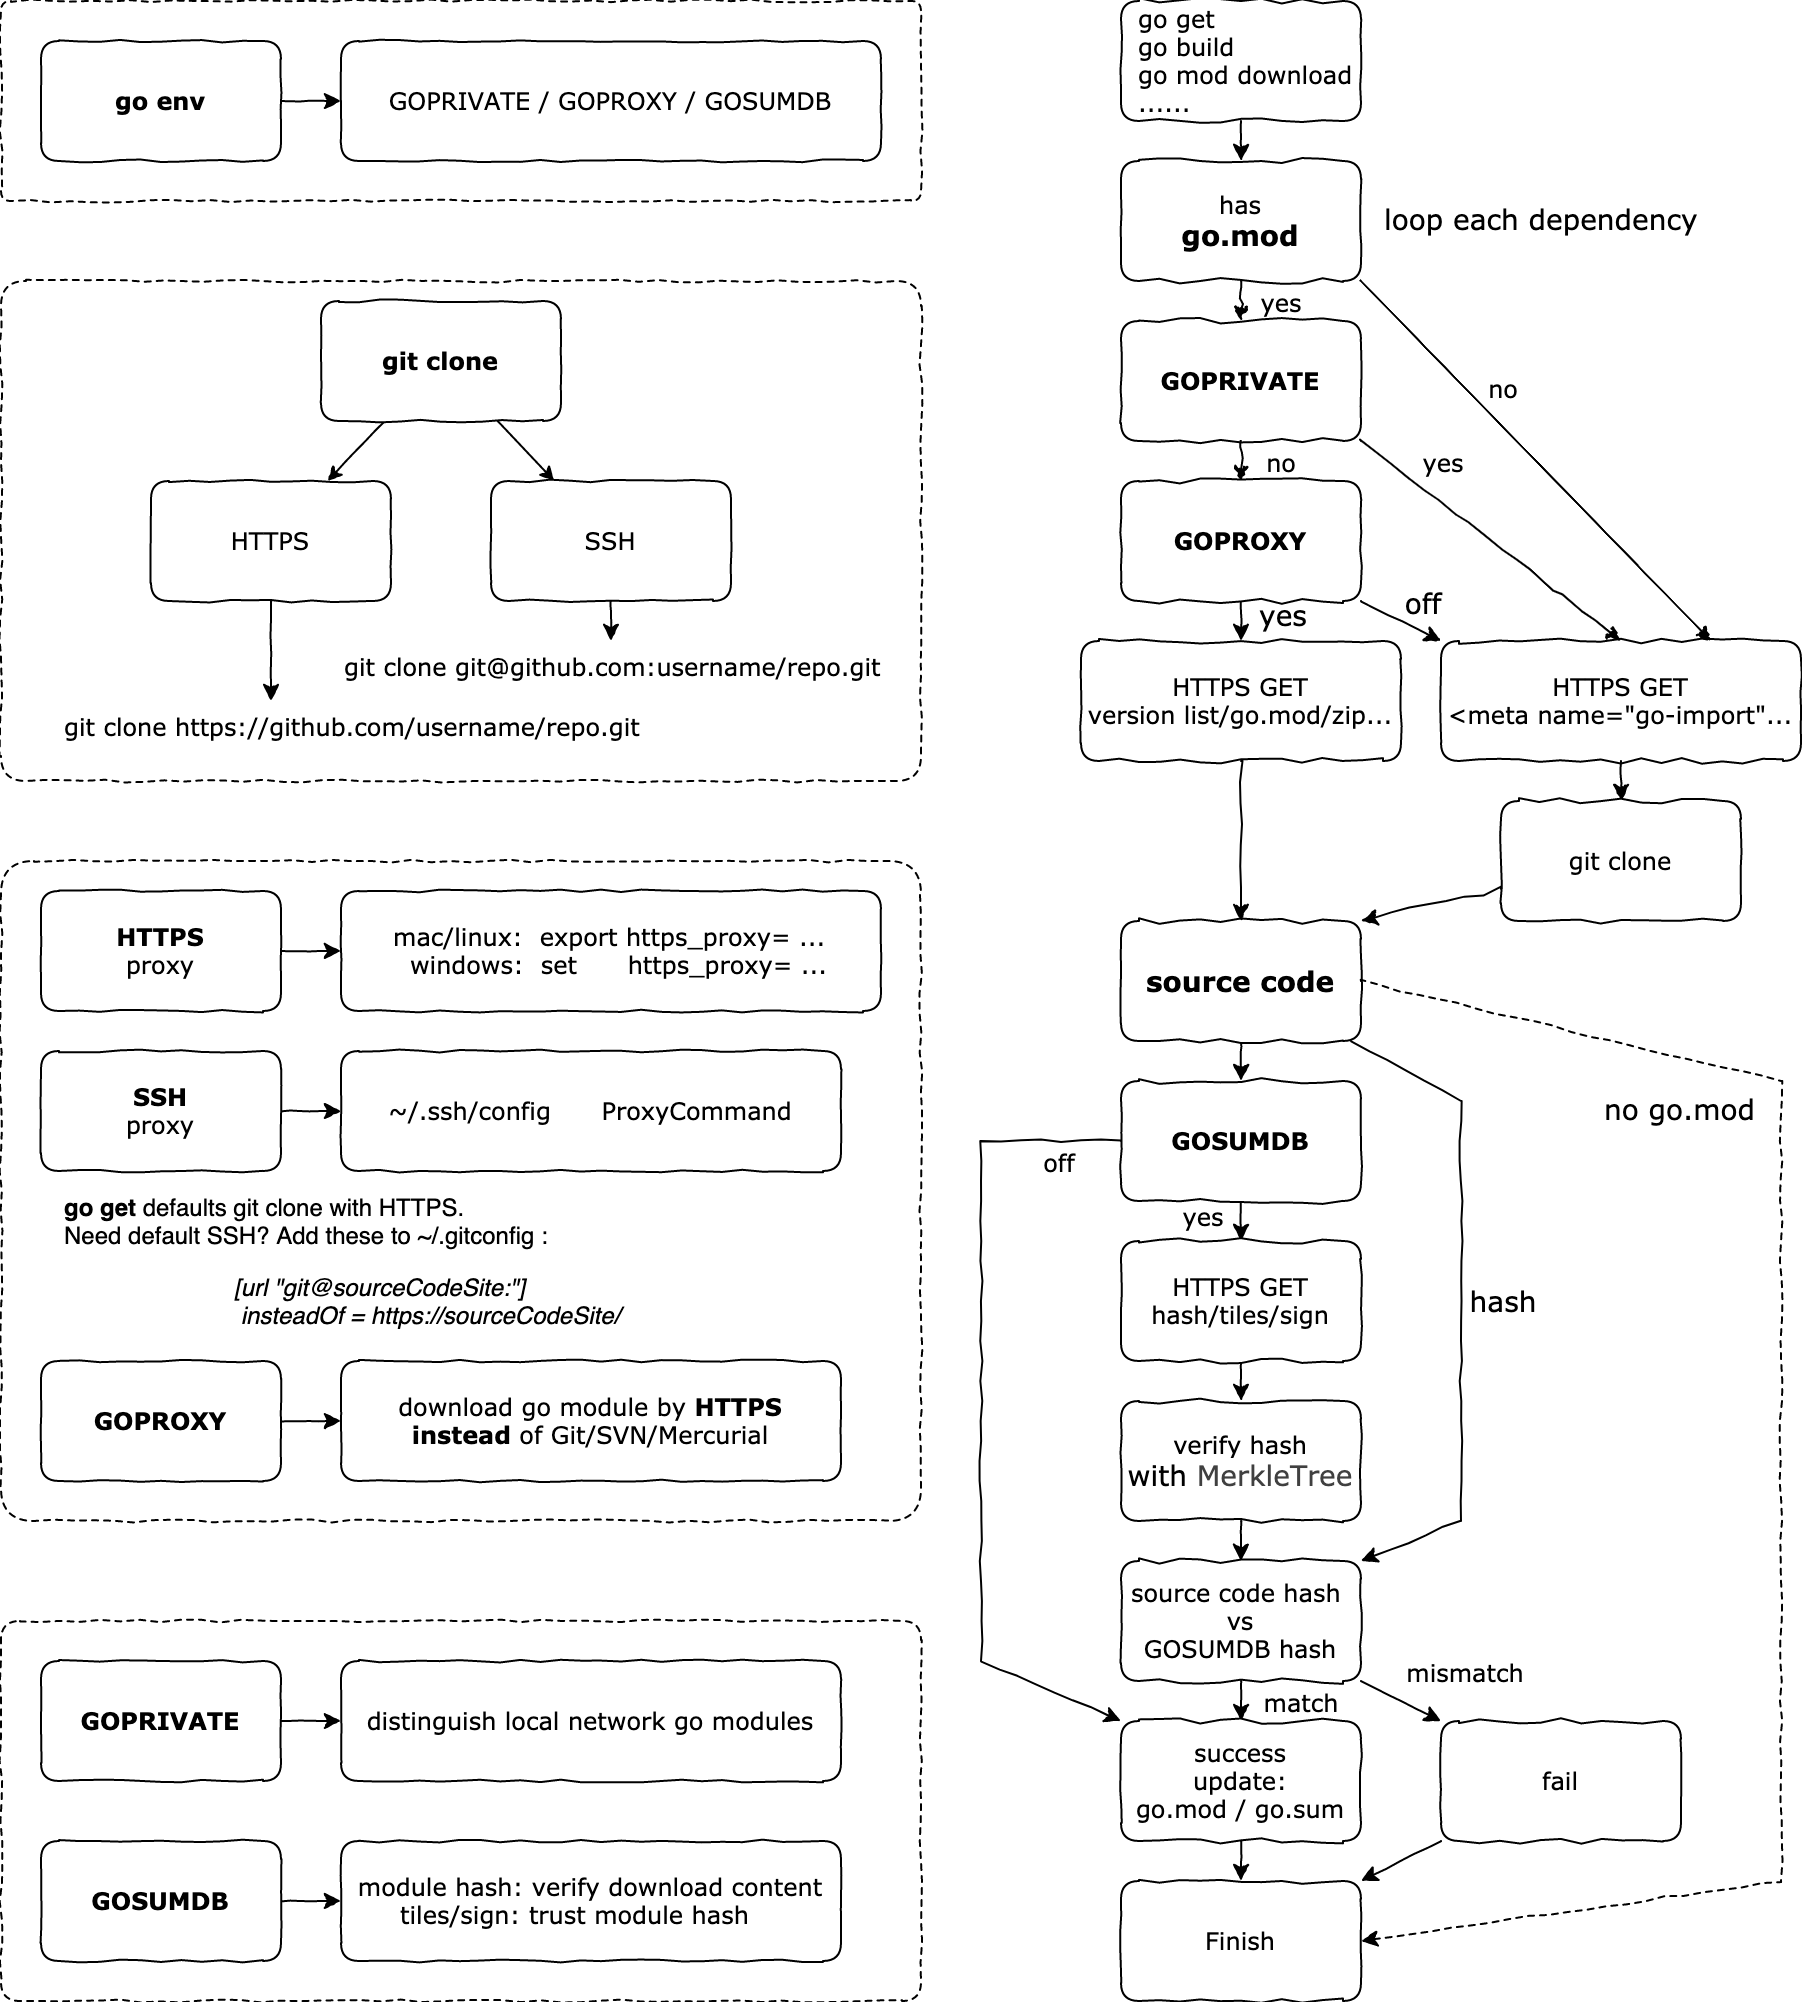 go env
GOPRIVATE / GOPROXY / GOSUMDB
git clone
HTTPS
SSH
git clone git@github.com:username/repo.git
git clone https://github.com/username/repo.git
HTTPS
proxy
mac/linux: export https_proxy= ...
windows: set https_proxy= ...
SSH
proxy
~/.ssh/config ProxyCommand
go get defaults git clone with HTTPS.
Need default SSH? Add these to ~/.gitconfig :
[url "git@sourceCodeSite:"]
insteadOf = https://sourceCodeSite/
GOPROXY
download go module by HTTPS
instead of Git/SVN/Mercurial
GOPRIVATE
distinguish local network go modules
GOSUMDB
module hash: verify download content
tiles/sign: trust module hash
go get
go build
go mod download
......
has
go.mod
loop each dependency
yes
no
GOPRIVATE
no
yes
GOPROXY
yes
off
HTTPS GET
version list/go.mod/zip...
HTTPS GET
<meta name="go-import"...
git clone
source code
no go.mod
GOSUMDB
off
yes
HTTPS GET
hash/tiles/sign
hash
verify hash
with MerkleTree
source code hash
vs
GOSUMDB hash
match
mismatch
success
update:
go.mod / go.sum
fail
Finish